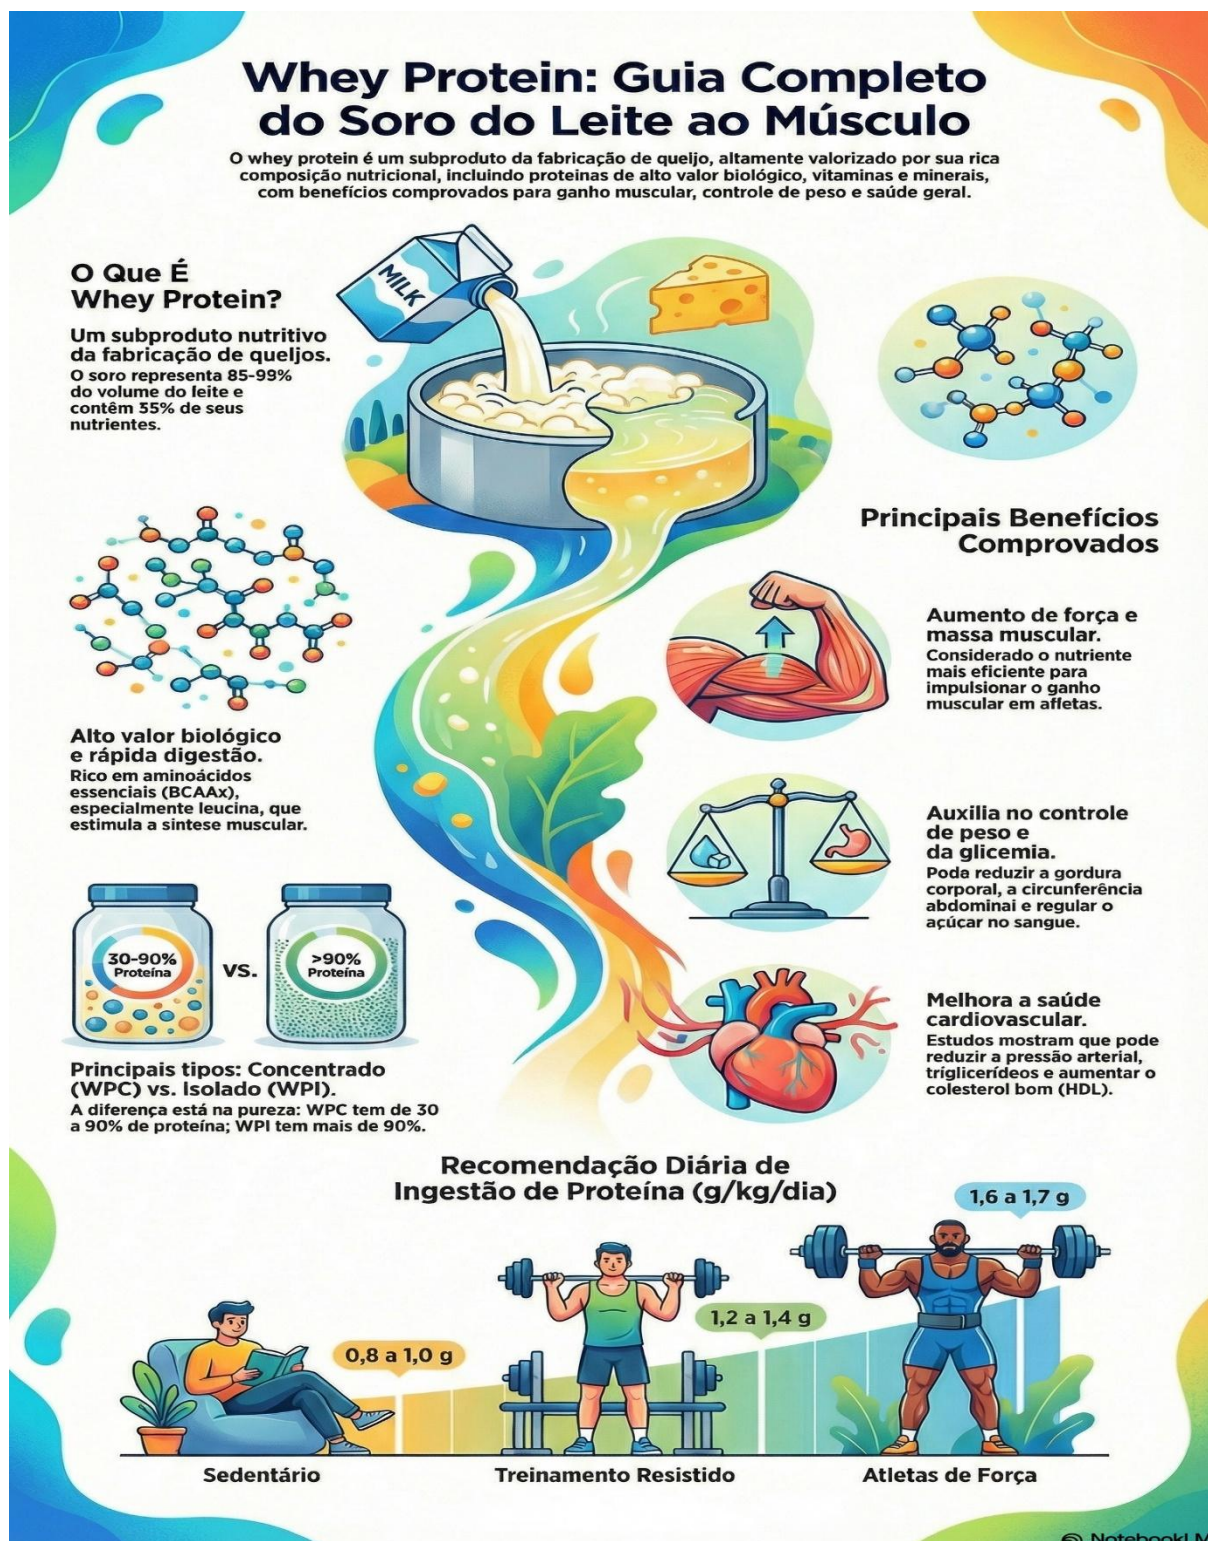 Whey Protein: Guia Completo
do Soro do Leite ao Músculo
O whey protein é um subproduto da fabricação de queljo, altamente valorizado por sua rica
composição nutricional, incluindo proteinas de alto valor biológico, vitaminas e minerais,
com benefícios comprovados para ganho muscular, controle de peso e saúde geral.
O Que É
Whey Protein?
Um subproduto nutritivo
da fabricação de queljos.
O soro representa 85-99%
do volume do leite e
contêm 35% de seus
nutrientes.
MILK
Alto valor biológico
e rápida digestão.
Rico em aminoácidos
essenciais (BCAAx),
especialmente leucina, que
estimula a sintese muscular.
30-90%
Proteína
VS.
>90%
Proteína
Principais tipos: Concentrado
(WPC) vs. Isolado (WPI).
A diferença está na pureza: WPC tem de 30
a 90% de proteína; WPI tem mais de 90%.
Principais Benefícios
Comprovados
Aumento de força e
massa muscular.
Considerado o nutriente
mais eficiente para
impulsionar o ganho
muscular em afletas.
Auxilia no controle
de peso e
da glicemia.
Pode reduzir a gordura
corporal, a circunferência
abdominai e regular o
açúcar no sangue.
Melhora a saúde
cardiovascular.
Estudos mostram que pode
reduzir a pressão arterial,
tríglicerídeos e aumentar o
colesterol bom (HDL).
Recomendação Diária de
Ingestão de Proteína (g/kg/dia)
0,8 a 1,0 g
1,2 a 1,4 g
1,6 a 1,7 g
Sedentário
Treinamento Resistido
Atletas de Força
NotebookLM